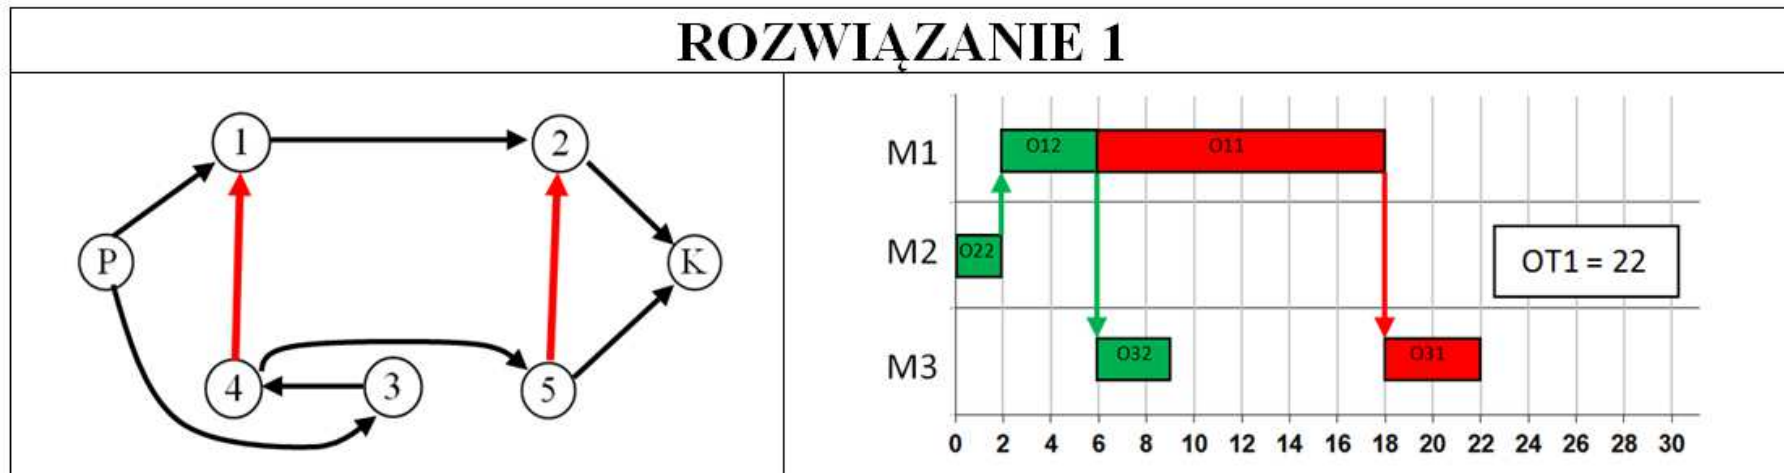 ROZWIĄZANIE 1
1 2
P K
4 3 5
M1 O12 O11
M2 O22 OT1 = 22
M3 O32 O31
0 2 4 6 8 10 12 14 16 18 20 22 24 26 28 30